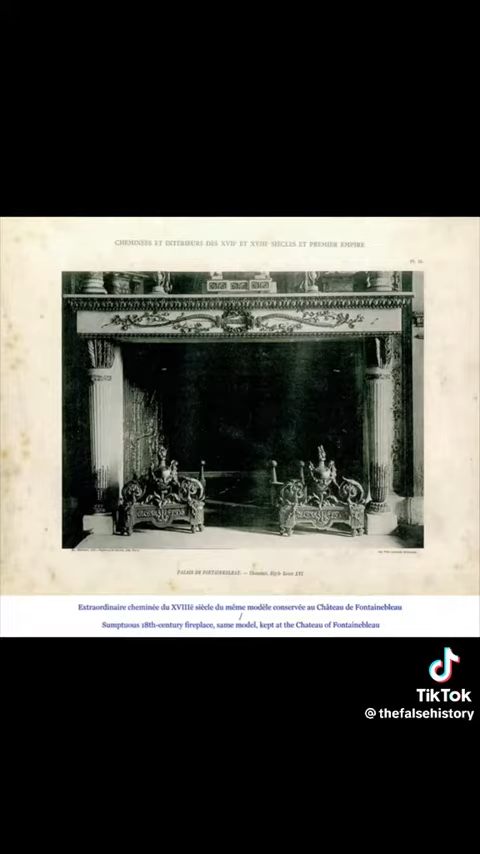 CHEMINÉES ET INTÉRIEURS DES XVIIᵉ ET XVIIIᵉ SIÈCLES ET PREMIER EMPIRE
PALAIS DE FONTAINEBLEAU. — Cheminée. Style Louis XVI
Extraordinaire cheminée du XVIIIè siècle du même modèle conservée au Château de Fontainebleau
/
Sumptuous 18th-century fireplace, same model, kept at the Chateau of Fontainebleau
TikTok
@thefalsehistory